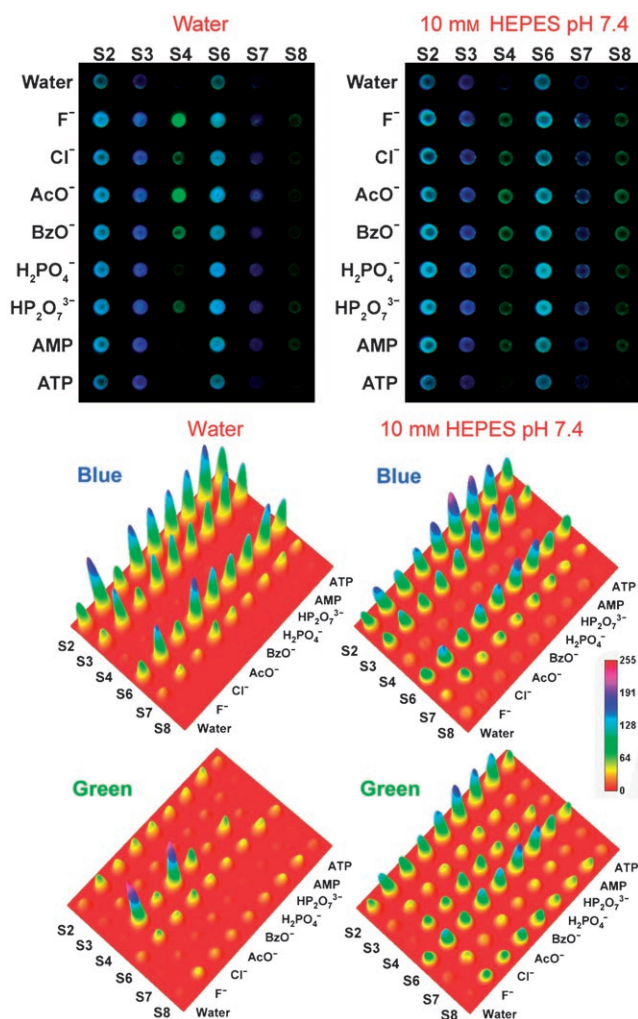 Water 10 mM HEPES pH 7.4
S2 S3 S4 S6 S7 S8 S2 S3 S4 S6 S7 S8
Water Water
F⁻ F⁻
Cl⁻ Cl⁻
AcO⁻ AcO⁻
BzO⁻ BzO⁻
H₂PO₄⁻ H₂PO₄⁻
HP₂O₇³⁻ HP₂O₇³⁻
AMP AMP
ATP ATP
Water 10 mM HEPES pH 7.4
Blue
S2
S3
S4
S6
S7
S8
ATP
AMP
HP₂O₇³⁻
H₂PO₄⁻
BzO⁻
AcO⁻
Cl⁻
F⁻
Water
Blue
S2
S3
S4
S6
S7
S8
ATP
AMP
HP₂O₇³⁻
H₂PO₄⁻
BzO⁻
AcO⁻
Cl⁻
F⁻
Water
255
191
128
64
0
Green
S2
S3
S4
S6
S7
S8
ATP
AMP
HP₂O₇³⁻
H₂PO₄⁻
BzO⁻
AcO⁻
Cl⁻
F⁻
Water
Green
S2
S3
S4
S6
S7
S8
ATP
AMP
HP₂O₇³⁻
H₂PO₄⁻
BzO⁻
AcO⁻
Cl⁻
F⁻
Water